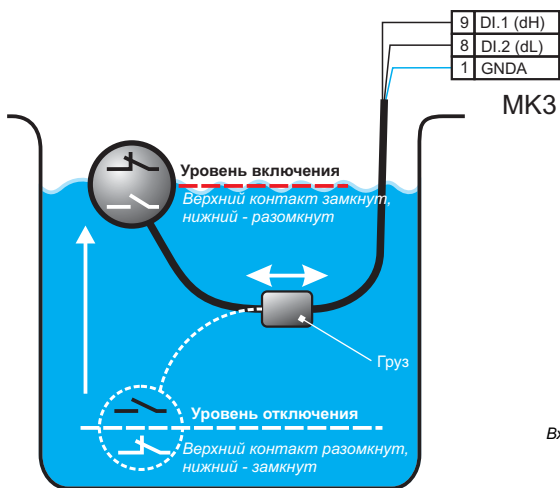 9 DI.1 (dH)
8 DI.2 (dL)
1 GNDA
МК3
Уровень включения
Верхний контакт замкнут,
нижний - разомкнут
Груз
Уровень отключения
Верхний контакт разомкнут,
нижний - замкнут